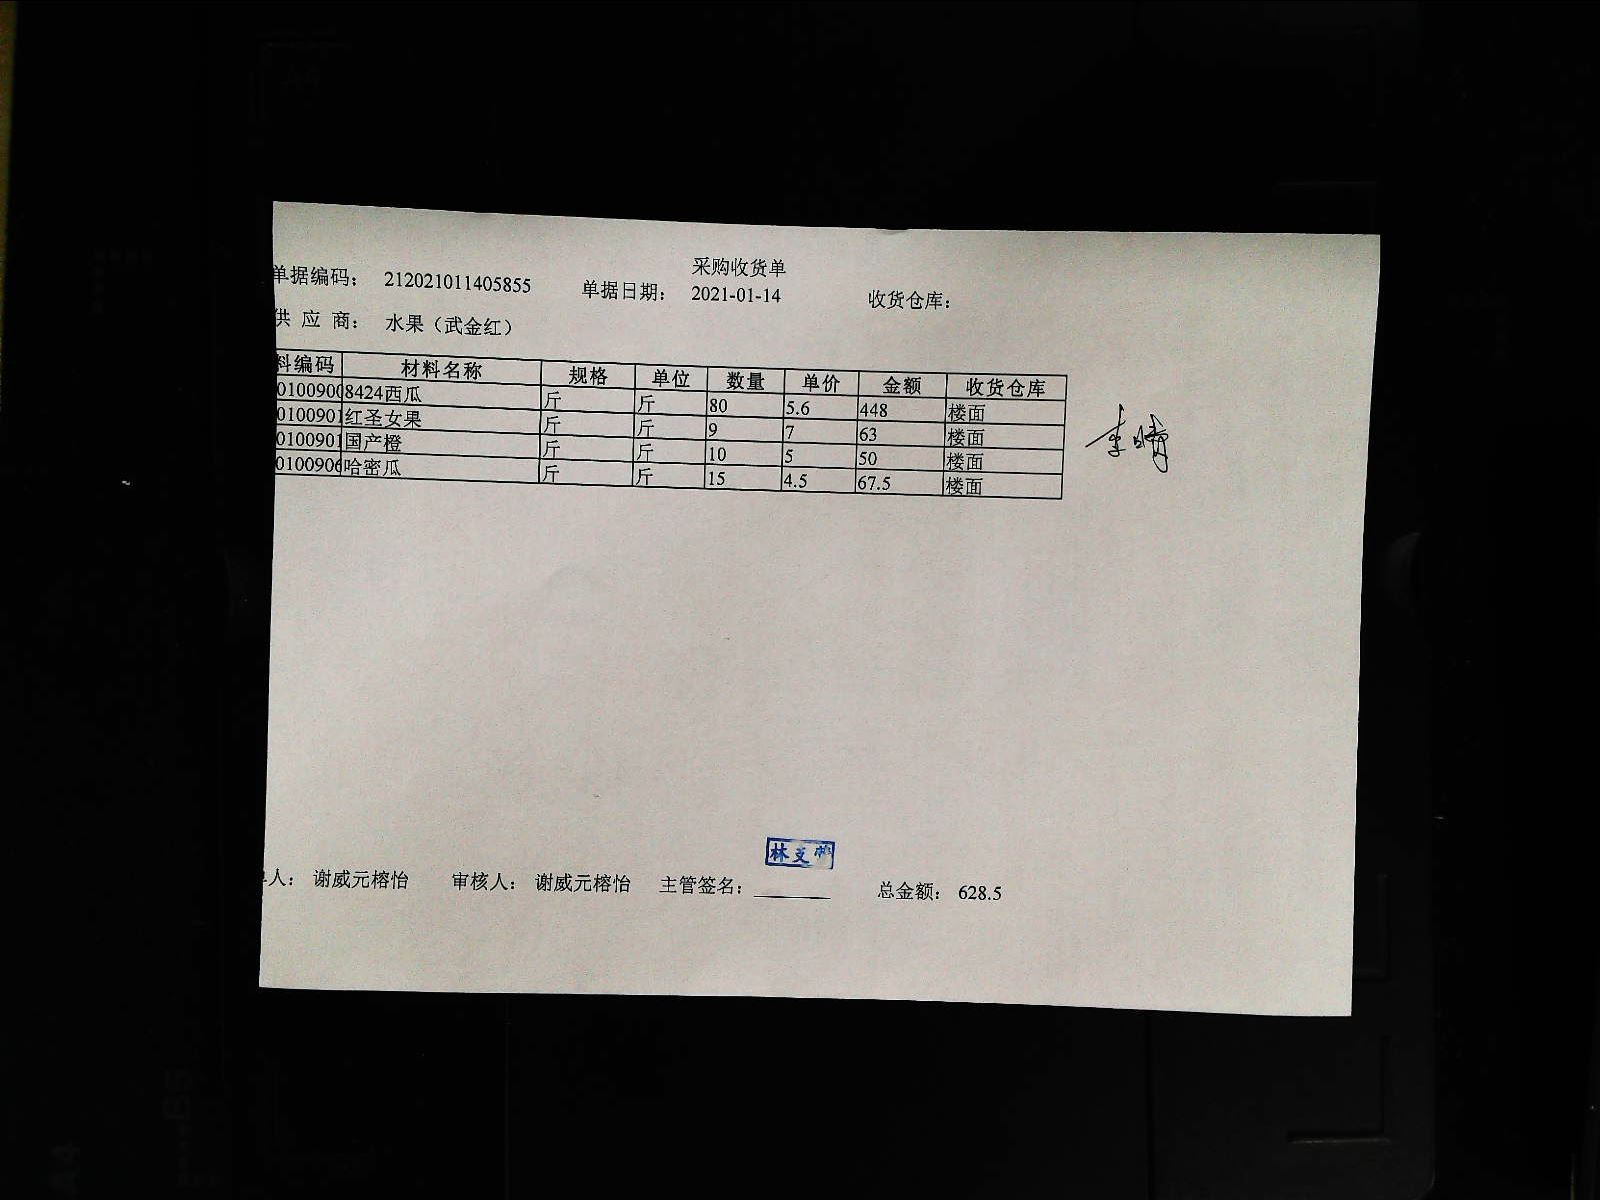 采购收货单
单据编码： 212021011405855 单据日期： 2021-01-14 收货仓库：
供 应 商： 水果（武金红）
料编码 材料名称 规格 单位 数量 单价 金额 收货仓库
0100900 8424西瓜 斤 斤 80 5.6 448 楼面
010090 红圣女果 斤 斤 9 7 63 楼面
010090 国产橙 斤 斤 10 5 50 楼面
010090 哈密瓜 斤 斤 15 4.5 67.5 楼面
李晴
人： 谢威元榕怡 审核人： 谢威元榕怡 主管签名： 总金额： 628.5